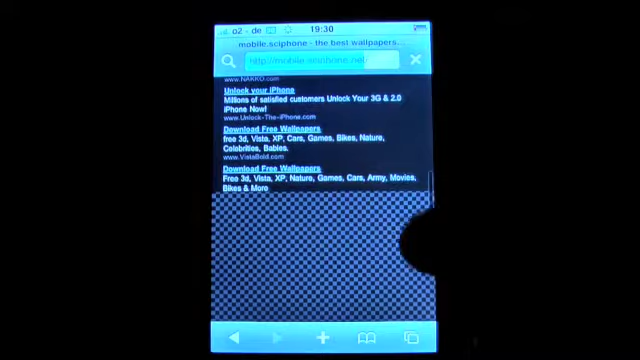 o2 - de 19:30
mobile.sciphone - the best wallpapers...
http://mobile.sciphone.net/
www.NAKKO.com
Unlock your iPhone
Millions of satisfied customers Unlock Your 3G & 2.0
iPhone Now!
www.Unlock-The-iPhone.com
Download Free Wallpapers
free 3d, Vista, XP, Cars, Games, Bikes, Nature,
Celebrities, Babies.
www.VistaBold.com
Download Free Wallpapers
Free 3d, Vista, XP, Nature, Games, Cars, Army, Movies,
Bikes & More